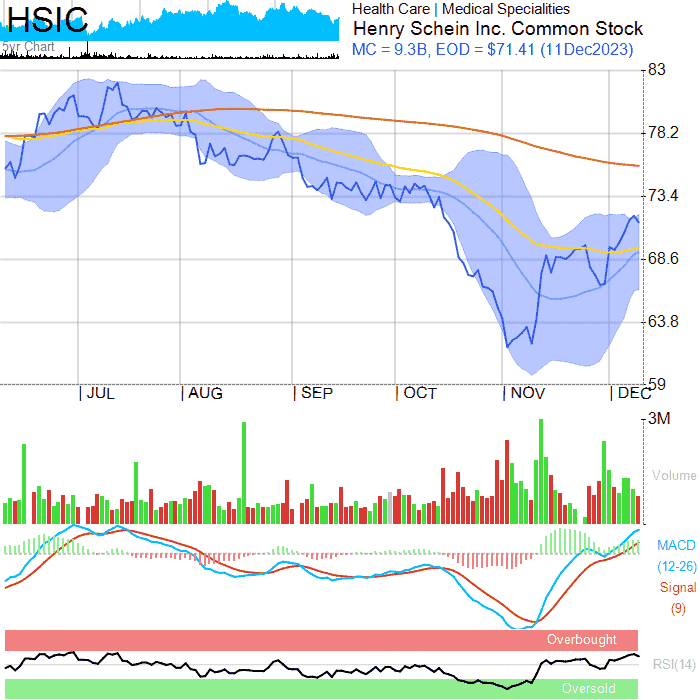 HSIC
5yr Chart
Health Care | Medical Specialities
Henry Schein Inc. Common Stock
MC = 9.3B, EOD = $71.41 (11Dec2023)
83
78.2
73.4
68.6
63.8
59
| JUL
| AUG
| SEP
| OCT
| NOV
| DEC
3M
Volume
MACD
(12-26)
Signal
(9)
Overbought
RSI(14)
Oversold